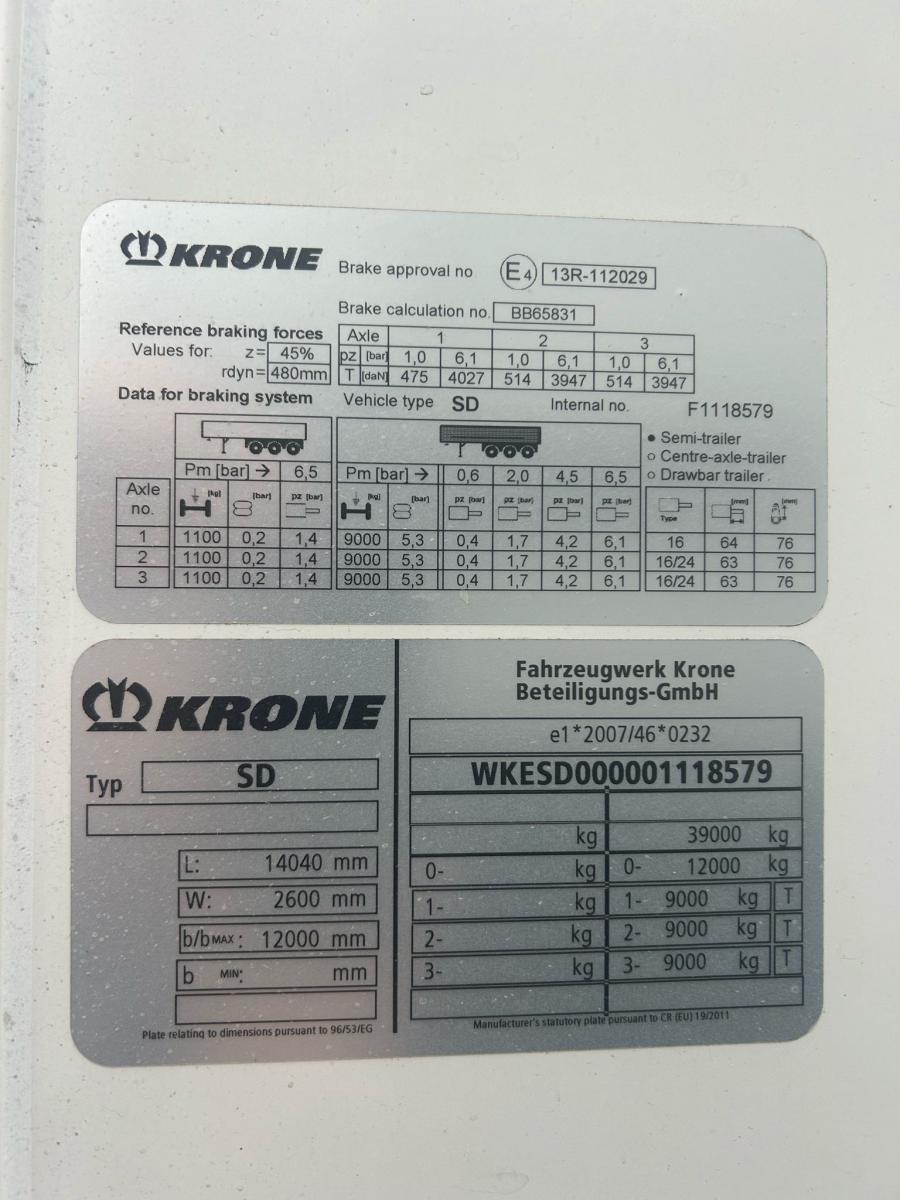 KRONE
Brake approval no E4 13R-112029
Brake calculation no. BB65831
Reference braking forces
Values for: z= 45%
rdyn= 480mm
Axle 1 2 3
pz [bar] 1,0 6,1 1,0 6,1 1,0 6,1
T [daN] 475 4027 514 3947 514 3947
Data for braking system Vehicle type SD Internal no. F1118579
• Semi-trailer
○ Centre-axle-trailer
○ Drawbar trailer
Pm [bar] → 6,5 Pm [bar] → 0,6 2,0 4,5 6,5
Axle no. [kg] [bar] pz [bar] [kg] [bar] pz [bar] pz [bar] pz [bar] pz [bar] Type [mm] [mm]
1 1100 0,2 1,4 9000 5,3 0,4 1,7 4,2 6,1 16 64 76
2 1100 0,2 1,4 9000 5,3 0,4 1,7 4,2 6,1 16/24 63 76
3 1100 0,2 1,4 9000 5,3 0,4 1,7 4,2 6,1 16/24 63 76
KRONE
Typ SD
L: 14040 mm
W: 2600 mm
b/b MAX: 12000 mm
b MIN: mm
Plate relating to dimensions pursuant to 96/53/EG
Fahrzeugwerk Krone
Beteiligungs-GmbH
e1*2007/46*0232
WKESD000001118579
kg 39000 kg
0- kg 0- 12000 kg
1- kg 1- 9000 kg T
2- kg 2- 9000 kg T
3- kg 3- 9000 kg T
Manufacturer's statutory plate pursuant to CR (EU) 19/2011